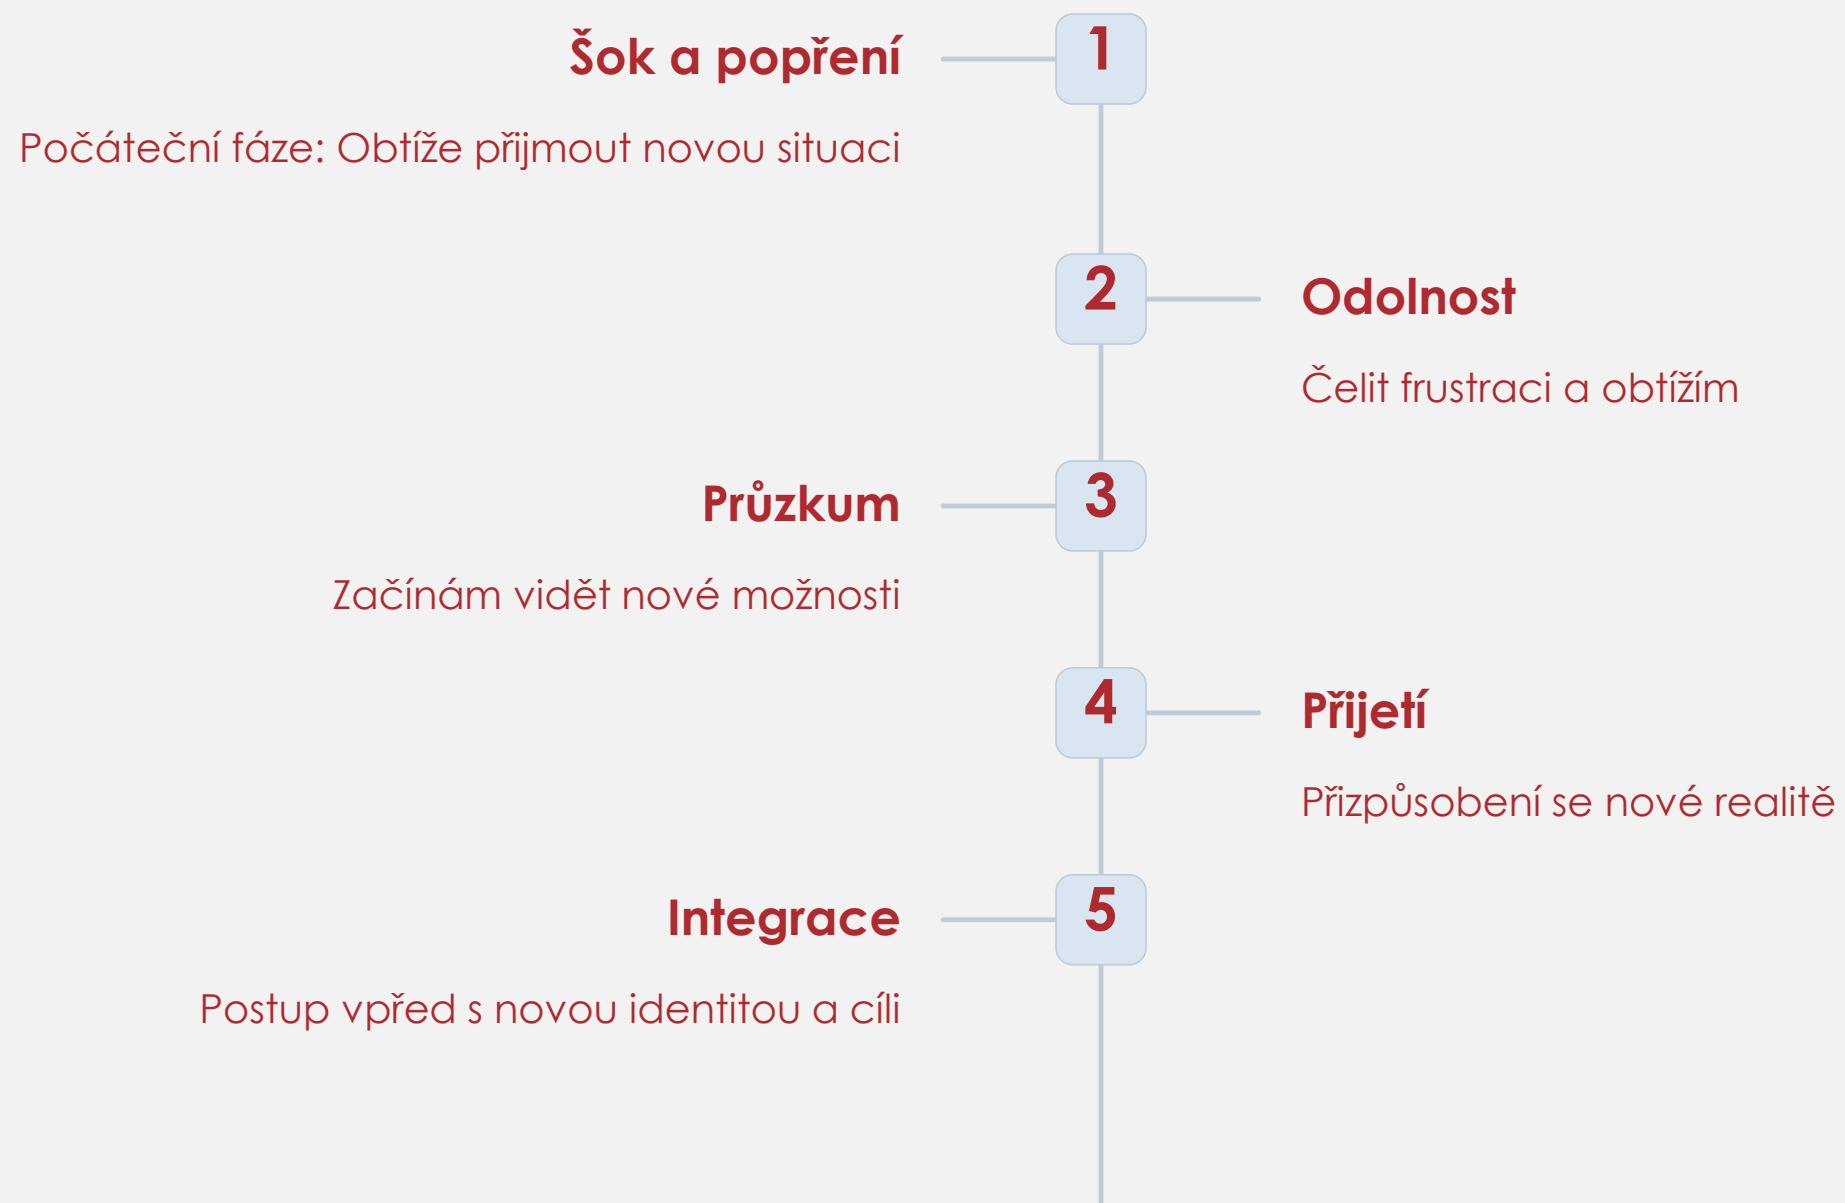 1
Šok a popření
Počáteční fáze: Obtíže přijmout novou situaci
2
Odolnost
Čelit frustraci a obtížím
3
Průzkum
Začínám vidět nové možnosti
4
Přijetí
Přizpůsobení se nové realitě
5
Integrace
Postup vpřed s novou identitou a cíli